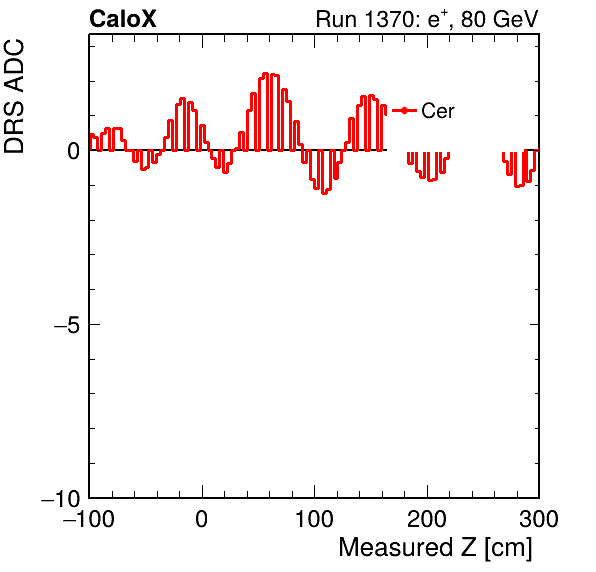 CaloX Run 1370: e⁺, 80 GeV
DRS ADC
Cer
0
−5
−10
−100 0 100 200 300
Measured Z [cm]